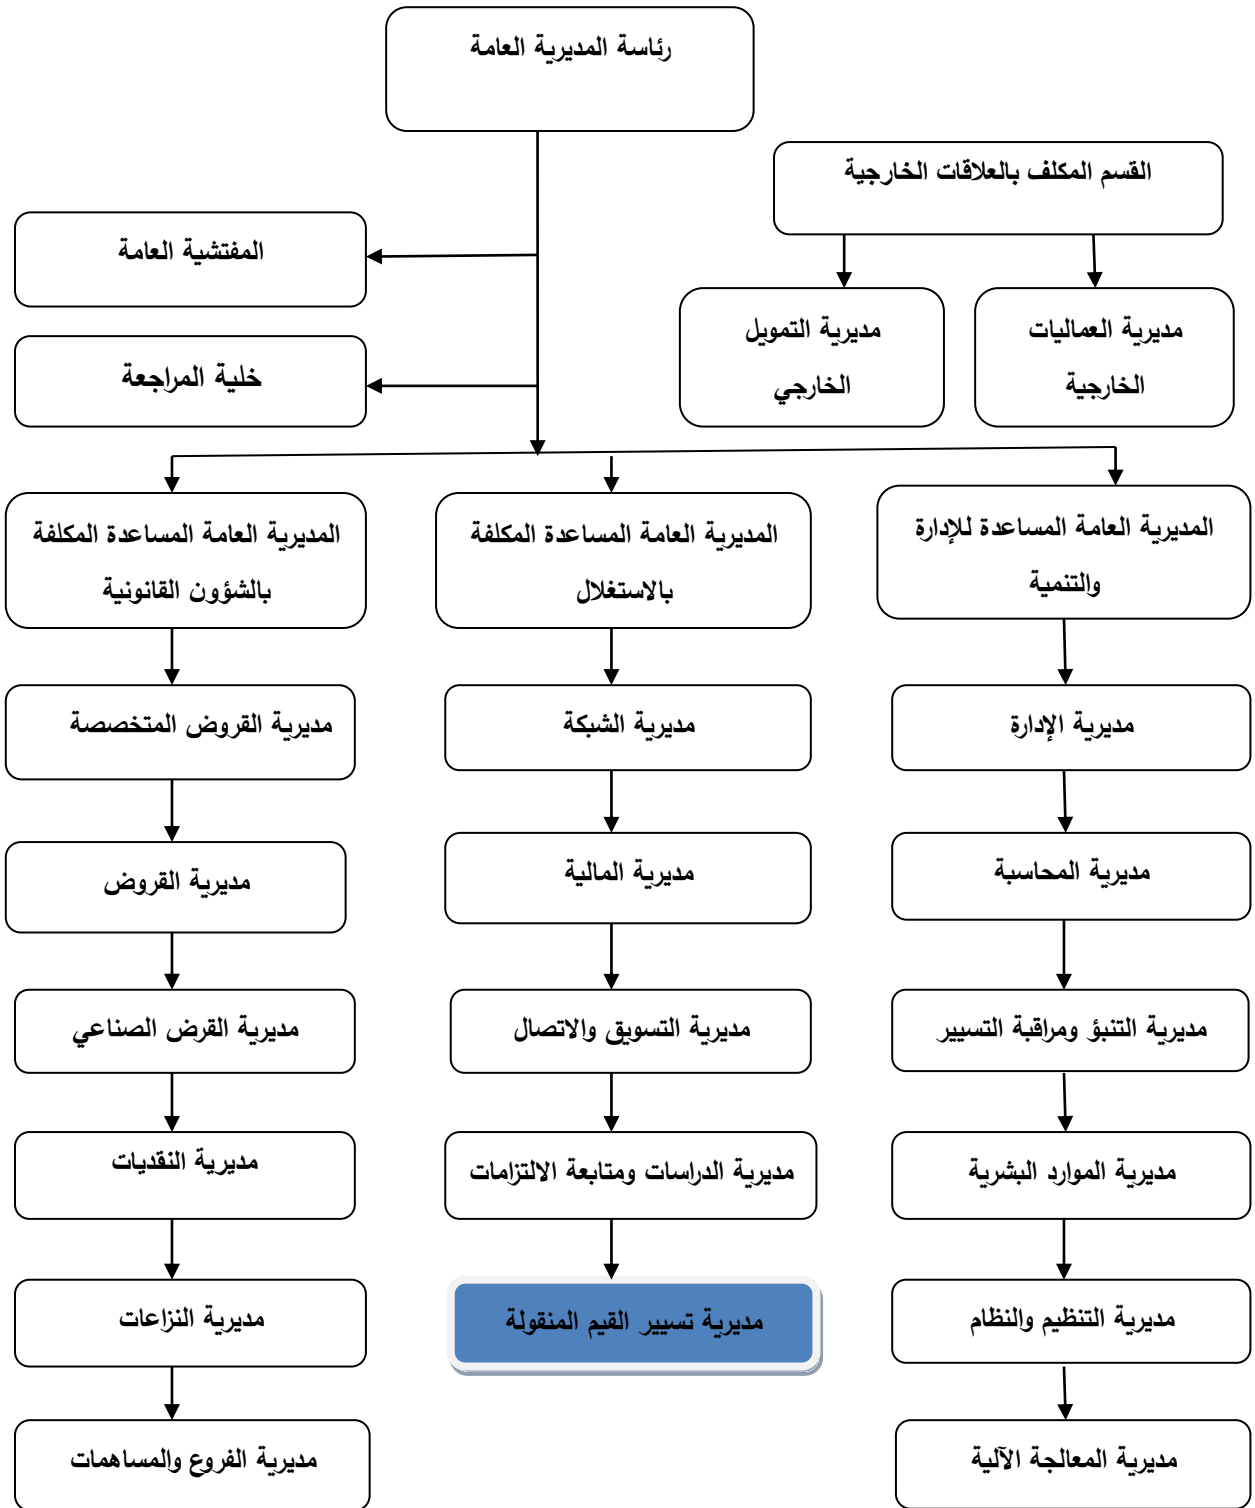 رئاسة المديرية العامة
القسم المكلف بالعلاقات الخارجية
المفتشية العامة
مديرية العماليات
الخارجية
مديرية التمويل
الخارجي
خلية المراجعة
المديرية العامة المساعدة للإدارة
والتنمية
المديرية العامة المساعدة المكلفة
بالاستغلال
المديرية العامة المساعدة المكلفة
بالشؤون القانونية
مديرية الإدارة
مديرية الشبكة
مديرية القروض المتخصصة
مديرية المحاسبة
مديرية المالية
مديرية القروض
مديرية التنبؤ ومراقبة التسيير
مديرية التسويق والاتصال
مديرية القرض الصناعي
مديرية الموارد البشرية
مديرية الدراسات ومتابعة الالتزامات
مديرية النقديات
مديرية التنظيم والنظام
مديرية تسيير القيم المنقولة
مديرية النزاعات
مديرية المعالجة الآلية
مديرية الفروع والمساهمات